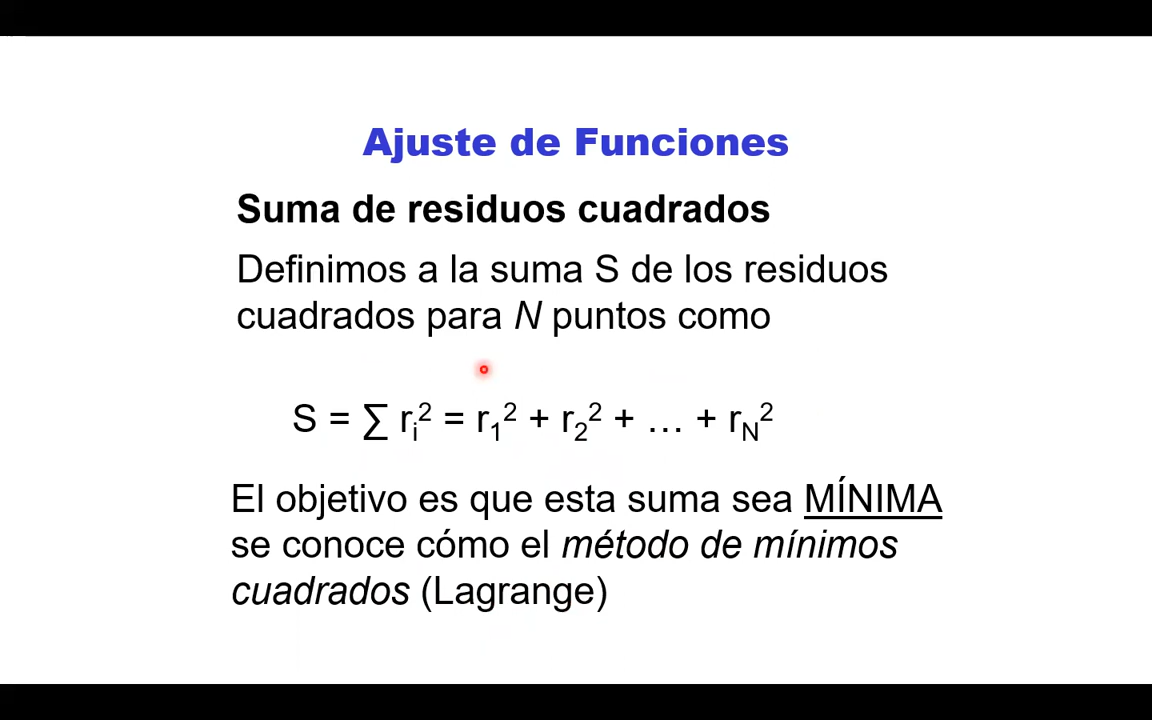 Ajuste de Funciones
Suma de residuos cuadrados
Definimos a la suma S de los residuos
cuadrados para N puntos como
S = ∑ rᵢ² = r₁² + r₂² + … + r_N²
El objetivo es que esta suma sea MÍNIMA
se conoce cómo el método de mínimos
cuadrados (Lagrange)